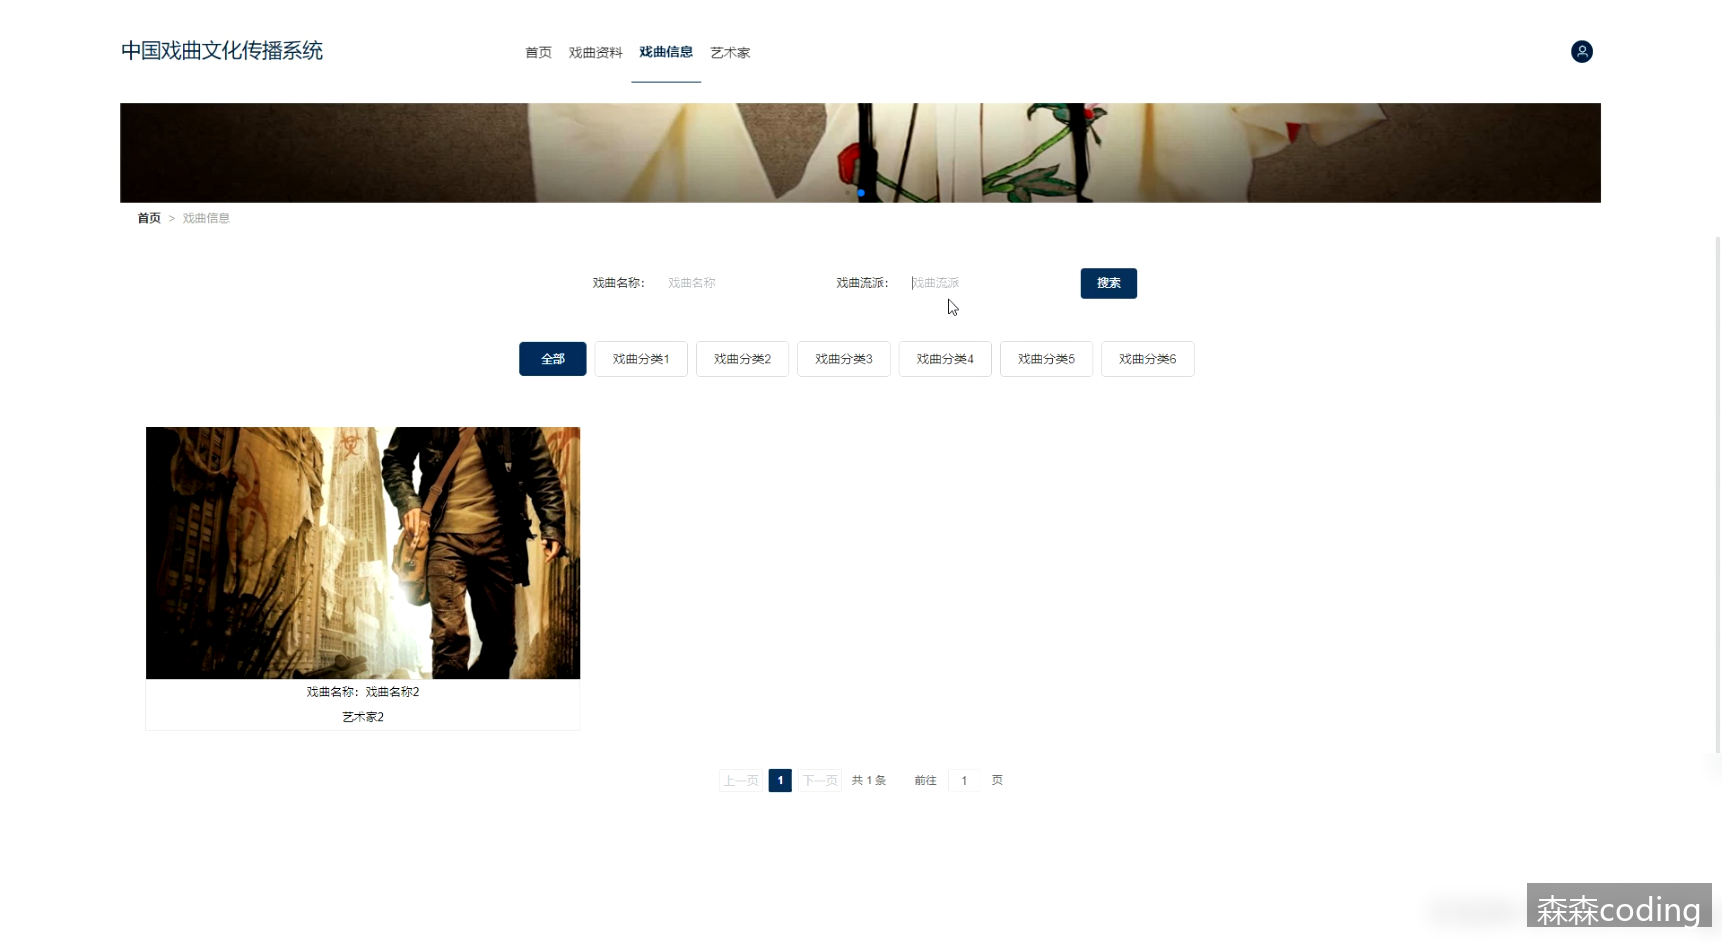 中国戏曲文化传播系统
首页 戏曲资料 戏曲信息 艺术家
首页 > 戏曲信息
戏曲名称： 戏曲名称 戏曲流派： 戏曲流派 搜索
全部 戏曲分类1 戏曲分类2 戏曲分类3 戏曲分类4 戏曲分类5 戏曲分类6
戏曲名称：戏曲名称2
艺术家2
上一页 1 下一页 共 1 条 前往 1 页
森森coding